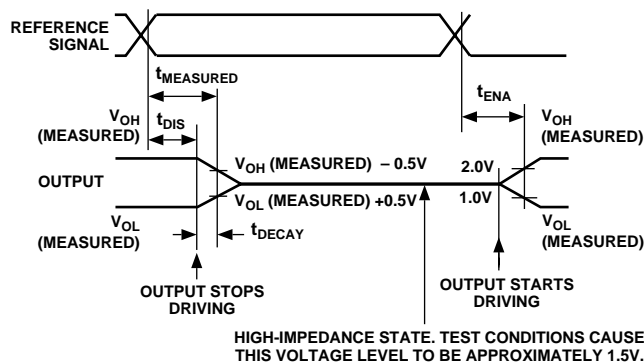 REFERENCE
SIGNAL
tMEASURED
tENA
VOH
(MEASURED)
tDIS
VOH
(MEASURED)
VOH (MEASURED) – 0.5V
2.0V
OUTPUT
VOL (MEASURED) +0.5V
1.0V
VOL
(MEASURED)
tDECAY
VOL
(MEASURED)
OUTPUT STOPS
DRIVING
OUTPUT STARTS
DRIVING
HIGH-IMPEDANCE STATE. TEST CONDITIONS CAUSE
THIS VOLTAGE LEVEL TO BE APPROXIMATELY 1.5V.